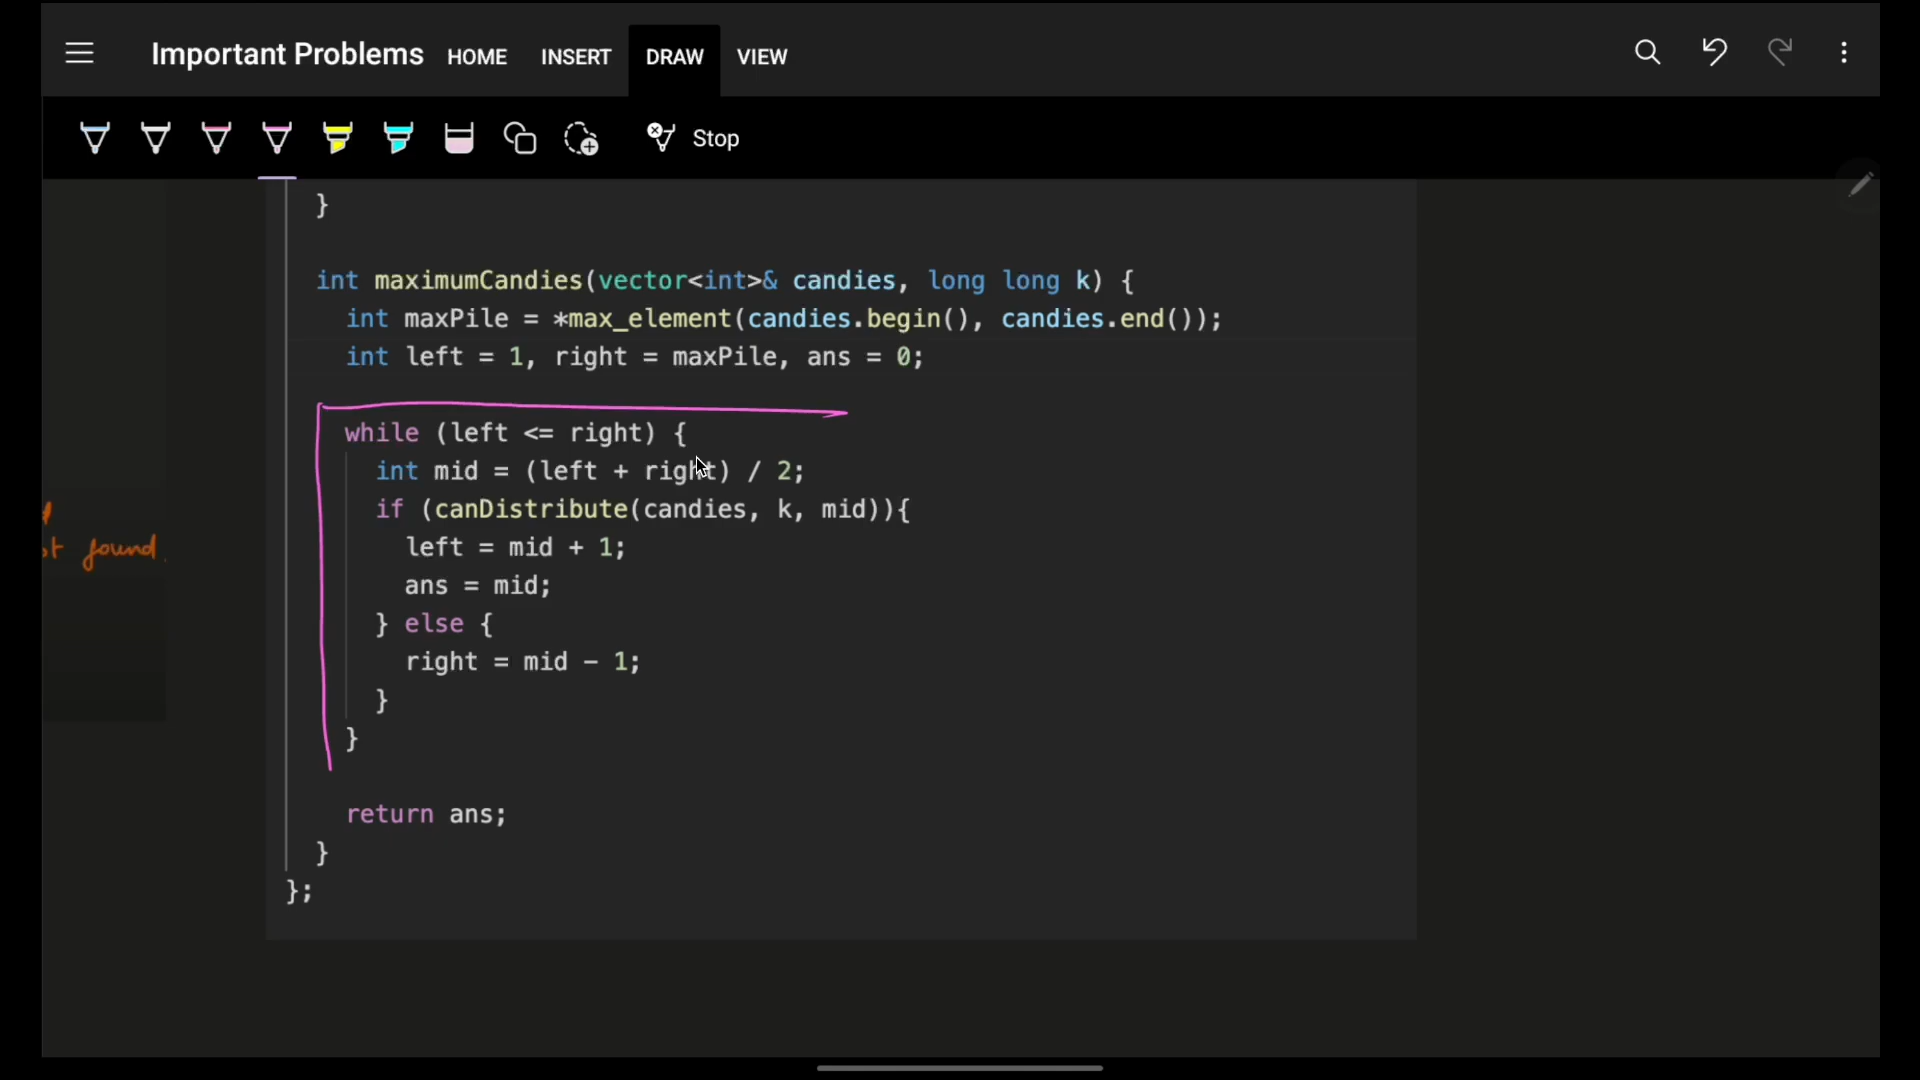 Important Problems HOME INSERT DRAW VIEW
Stop
}
int maximumCandies(vector<int>& candies, long long k) {
int maxPile = *max_element(candies.begin(), candies.end());
int left = 1, right = maxPile, ans = 0;
while (left <= right) {
int mid = (left + right) / 2;
if (canDistribute(candies, k, mid)){
left = mid + 1;
found
ans = mid;
} else {
right = mid - 1;
}
}
return ans;
}
};